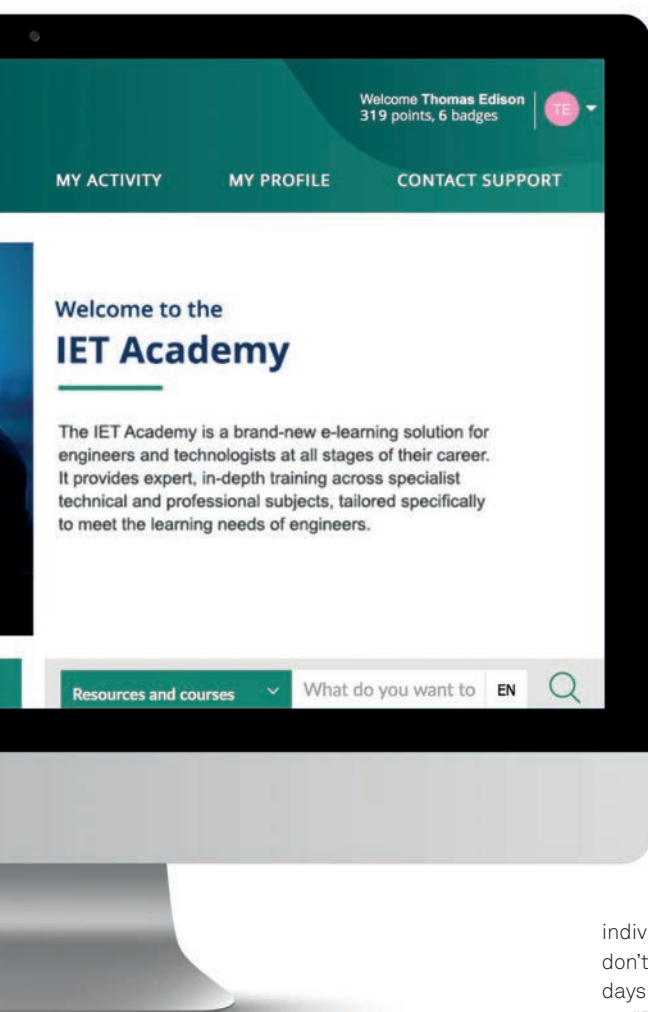 Welcome Thomas Edison
319 points, 6 badges
TE
MY ACTIVITY MY PROFILE CONTACT SUPPORT
Welcome to the
IET Academy
The IET Academy is a brand-new e-learning solution for
engineers and technologists at all stages of their career.
It provides expert, in-depth training across specialist
technical and professional subjects, tailored specifically
to meet the learning needs of engineers.
Resources and courses What do you want to EN
indiv
don't
days